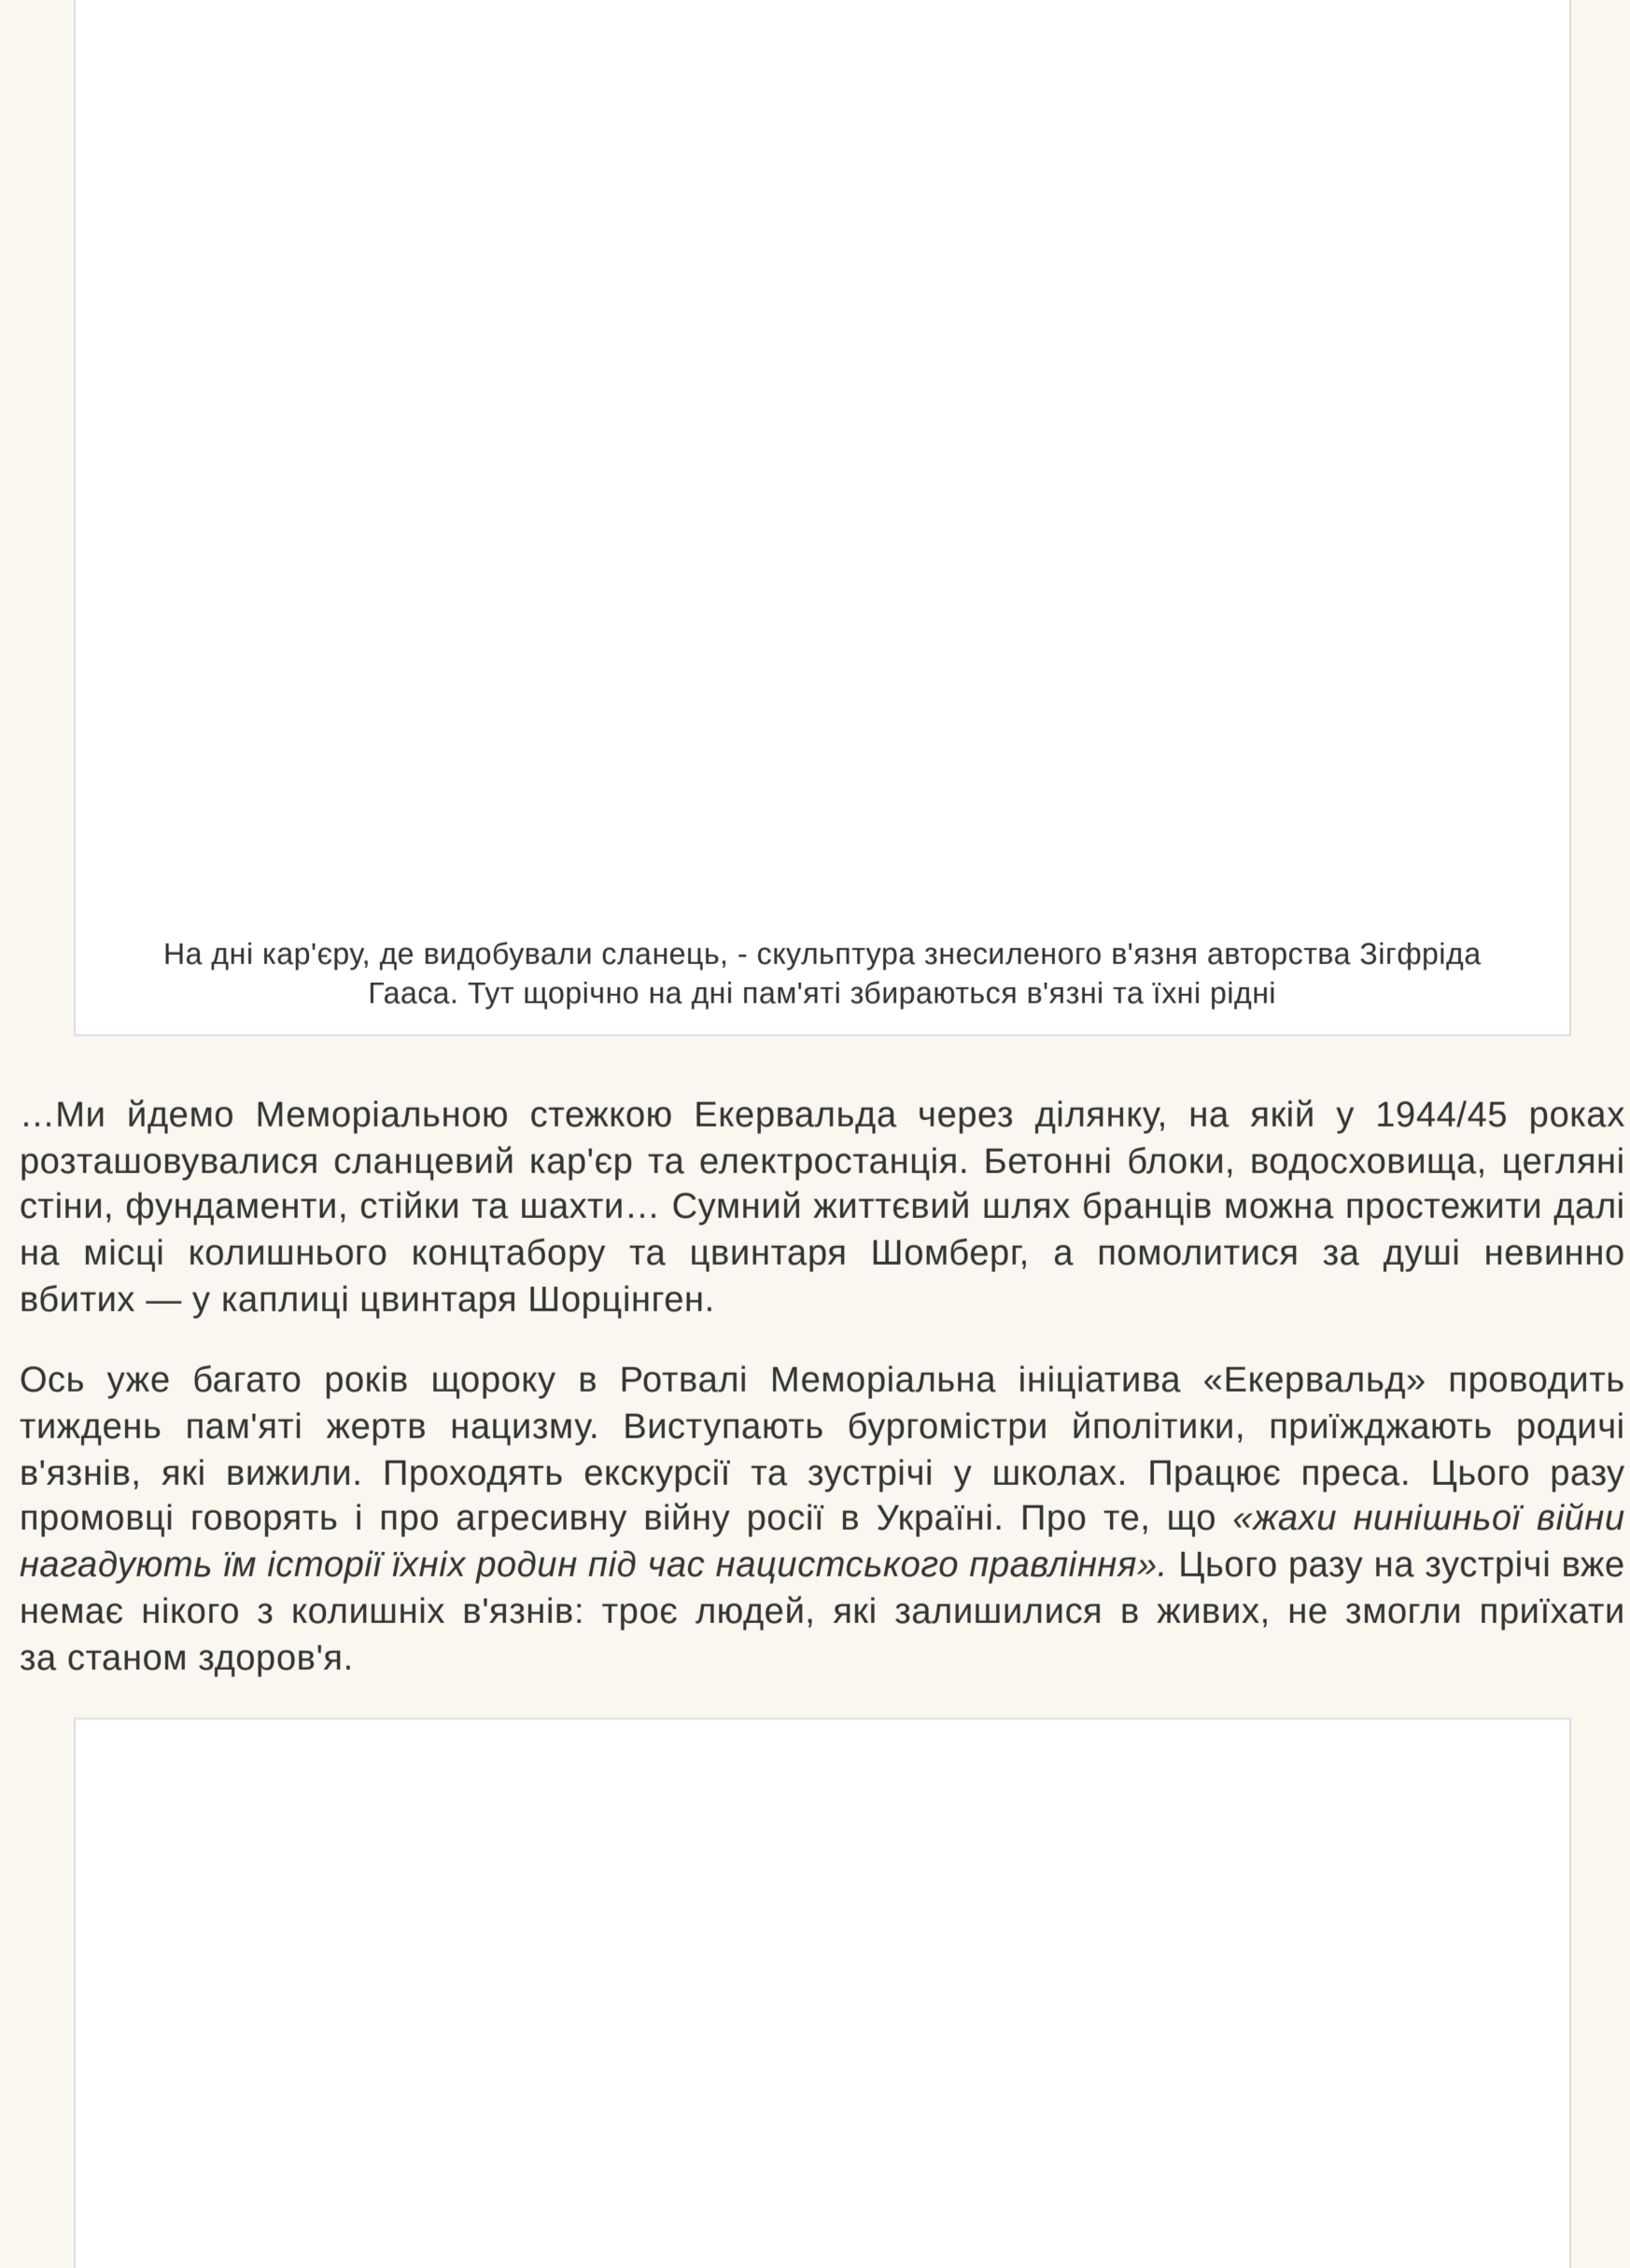 На дні кар'єру, де видобували сланець, - скульптура знесиленого в'язня авторства Зігфріда
Гааса. Тут щорічно на дні пам'яті збираються в'язні та їхні рідні
…Ми йдемо Меморіальною стежкою Екервальда через ділянку, на якій у 1944/45 роках
розташовувалися сланцевий кар'єр та електростанція. Бетонні блоки, водосховища, цегляні
стіни, фундаменти, стійки та шахти… Сумний життєвий шлях бранців можна простежити далі
на місці колишнього концтабору та цвинтаря Шомберг, а помолитися за душі невинно
вбитих — у каплиці цвинтаря Шорцінген.
Ось уже багато років щороку в Ротвалі Меморіальна ініціатива «Екервальд» проводить
тиждень пам'яті жертв нацизму. Виступають бургомістри йполітики, приїжджають родичі
в'язнів, які вижили. Проходять екскурсії та зустрічі у школах. Працює преса. Цього разу
промовці говорять і про агресивну війну росії в Україні. Про те, що «жахи нинішньої війни
нагадують їм історії їхніх родин під час нацистського правління». Цього разу на зустрічі вже
немає нікого з колишніх в'язнів: троє людей, які залишилися в живих, не змогли приїхати
за станом здоров'я.